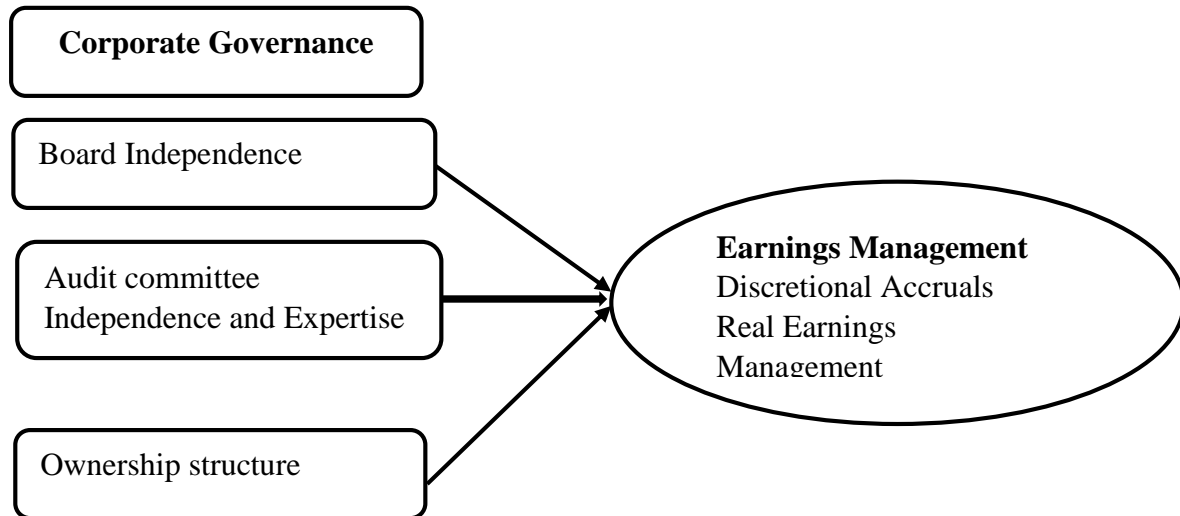 Corporate Governance
Board Independence
Audit committee
Independence and Expertise
Ownership structure
Earnings Management
Discretional Accruals
Real Earnings
Management